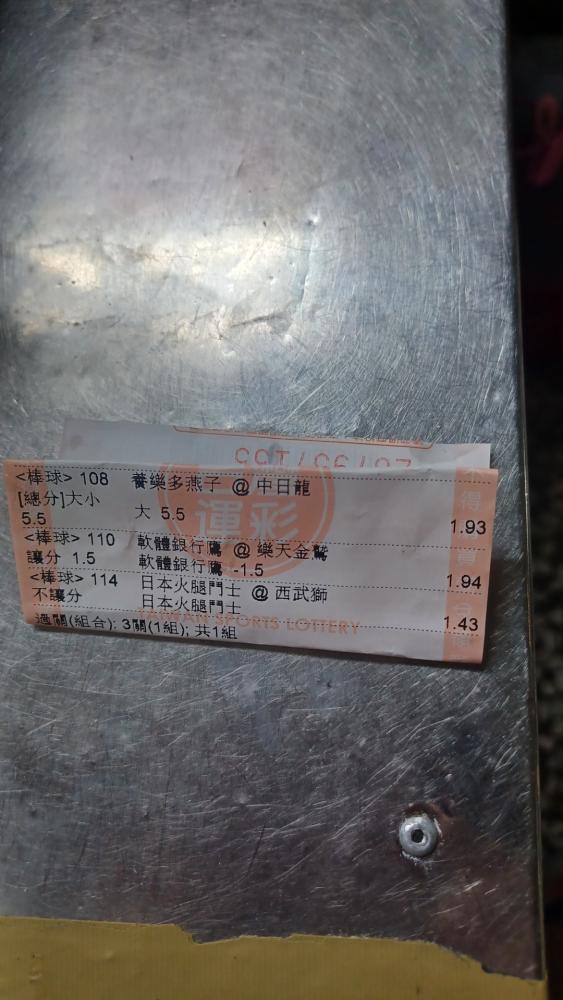 <棒球> 108 養樂多燕子 @ 中日龍
[總分]大小
5.5 大 5.5 1.93
<棒球> 110 軟體銀行鷹 @ 樂天金鷲
讓分 1.5 軟體銀行鷹 -1.5 1.94
<棒球> 114 日本火腿鬥士 @ 西武獅
不讓分 日本火腿鬥士 1.43
過關(組合); 3關(1組); 共1組
運彩
TAIWAN SPORTS LOTTERY